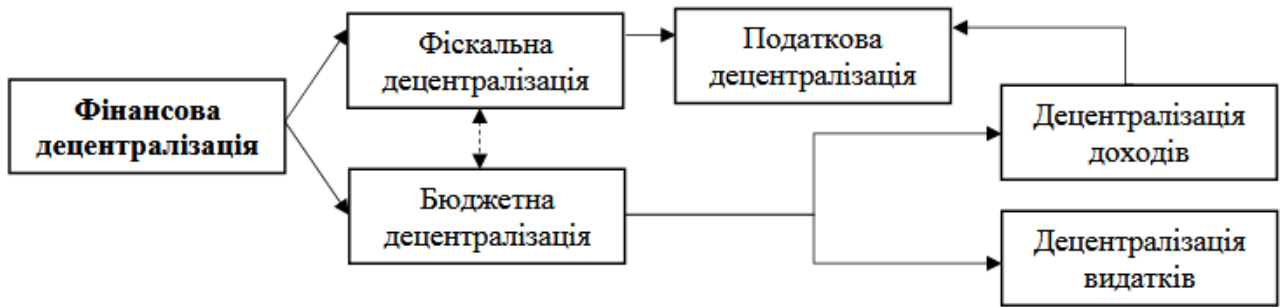 Фінансова
децентралізація
Фіскальна
децентралізація
Бюджетна
децентралізація
Податкова
децентралізація
Децентралізація
доходів
Децентралізація
видатків